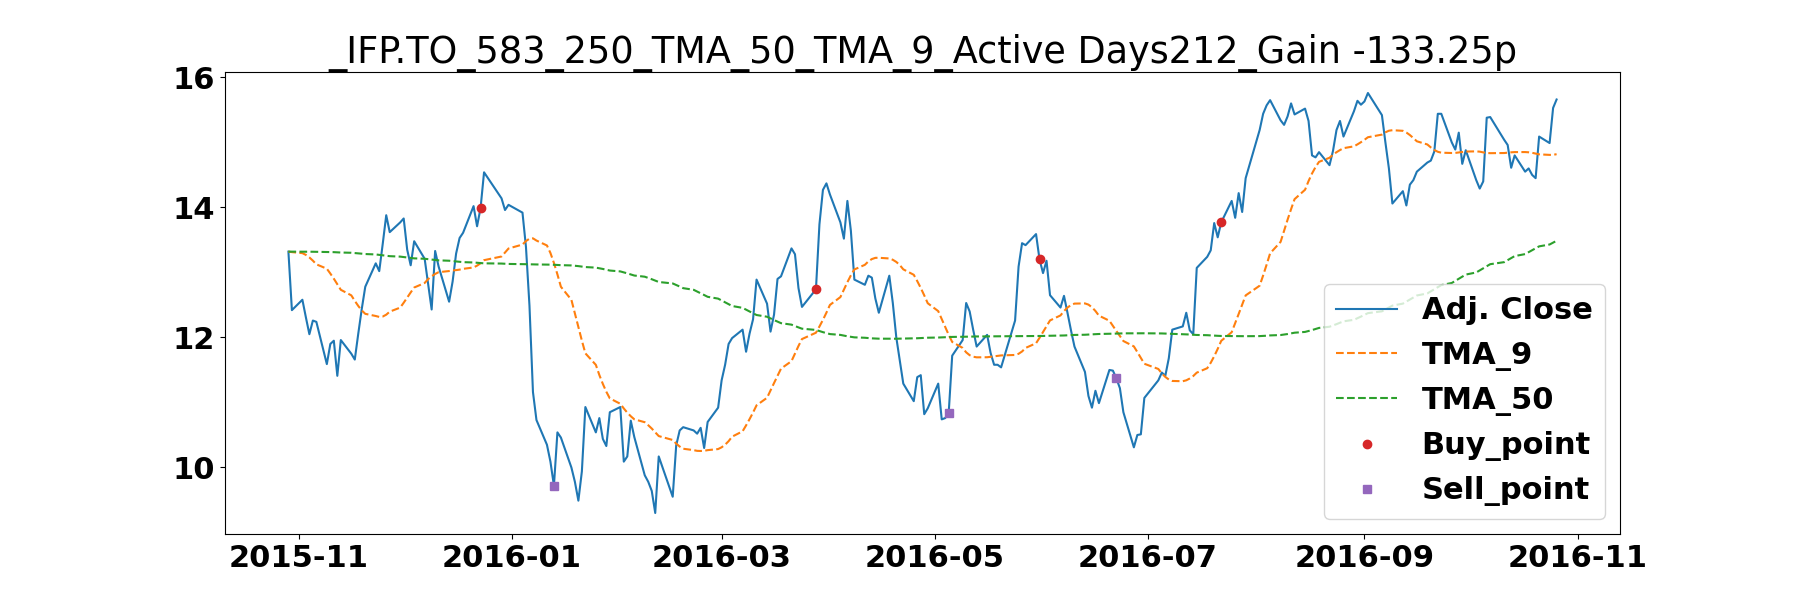 _IFP.TO_583_250_TMA_50_TMA_9_Active Days212_Gain -133.25p
16
14
12
10
2015-11 2016-01 2016-03 2016-05 2016-07 2016-09 2016-11
Adj. Close
TMA_9
TMA_50
Buy_point
Sell_point